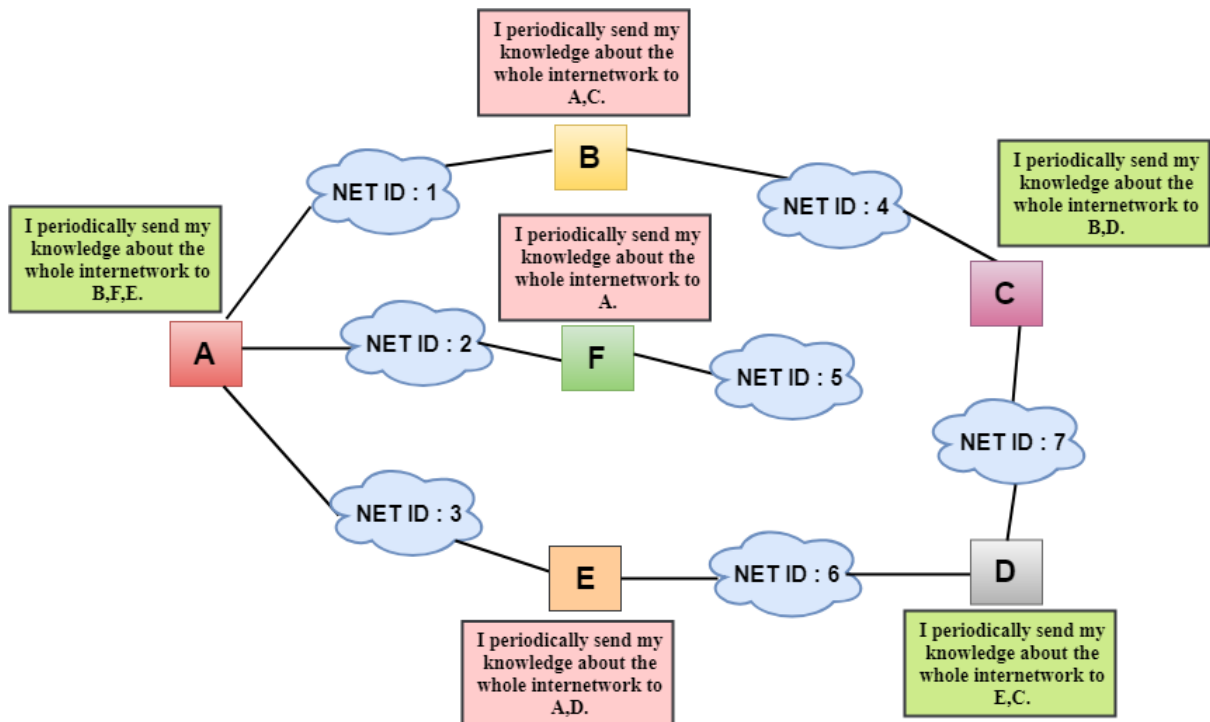 I periodically send my
knowledge about the
whole internetwork to
A,C.
B
NET ID : 1
NET ID : 4
I periodically send my
knowledge about the
whole internetwork to
B,D.
I periodically send my
knowledge about the
whole internetwork to
B,F,E.
I periodically send my
knowledge about the
whole internetwork to
A.
C
A
NET ID : 2
F
NET ID : 5
NET ID : 7
NET ID : 3
E
NET ID : 6
D
I periodically send my
knowledge about the
whole internetwork to
A,D.
I periodically send my
knowledge about the
whole internetwork to
E,C.